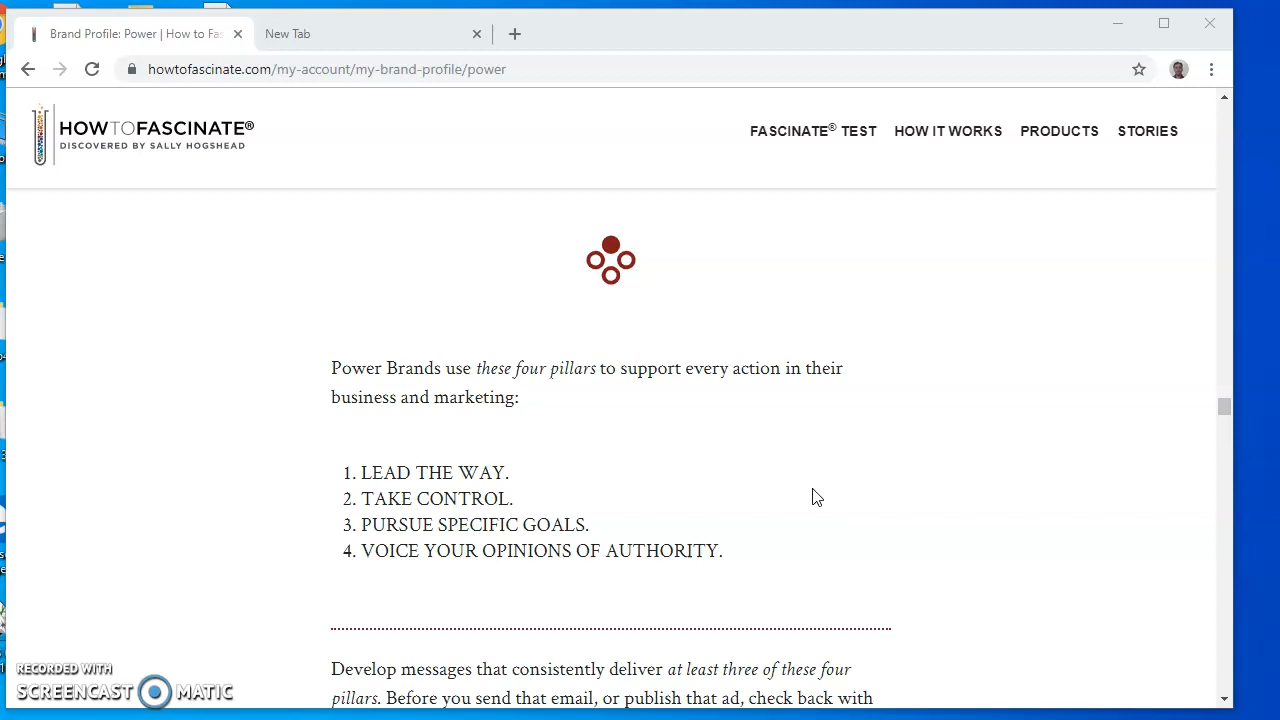 Brand Profile: Power | How to Fas
New Tab
howtofascinate.com/my-account/my-brand-profile/power
HOWTOFASCINATE®
DISCOVERED BY SALLY HOGSHEAD
FASCINATE® TEST HOW IT WORKS PRODUCTS STORIES
Power Brands use these four pillars to support every action in their
business and marketing:
1. LEAD THE WAY.
2. TAKE CONTROL.
3. PURSUE SPECIFIC GOALS.
4. VOICE YOUR OPINIONS OF AUTHORITY.
Develop messages that consistently deliver at least three of these four
pillars. Before you send that email, or publish that ad, check back with
RECORDED WITH
SCREENCAST MATIC